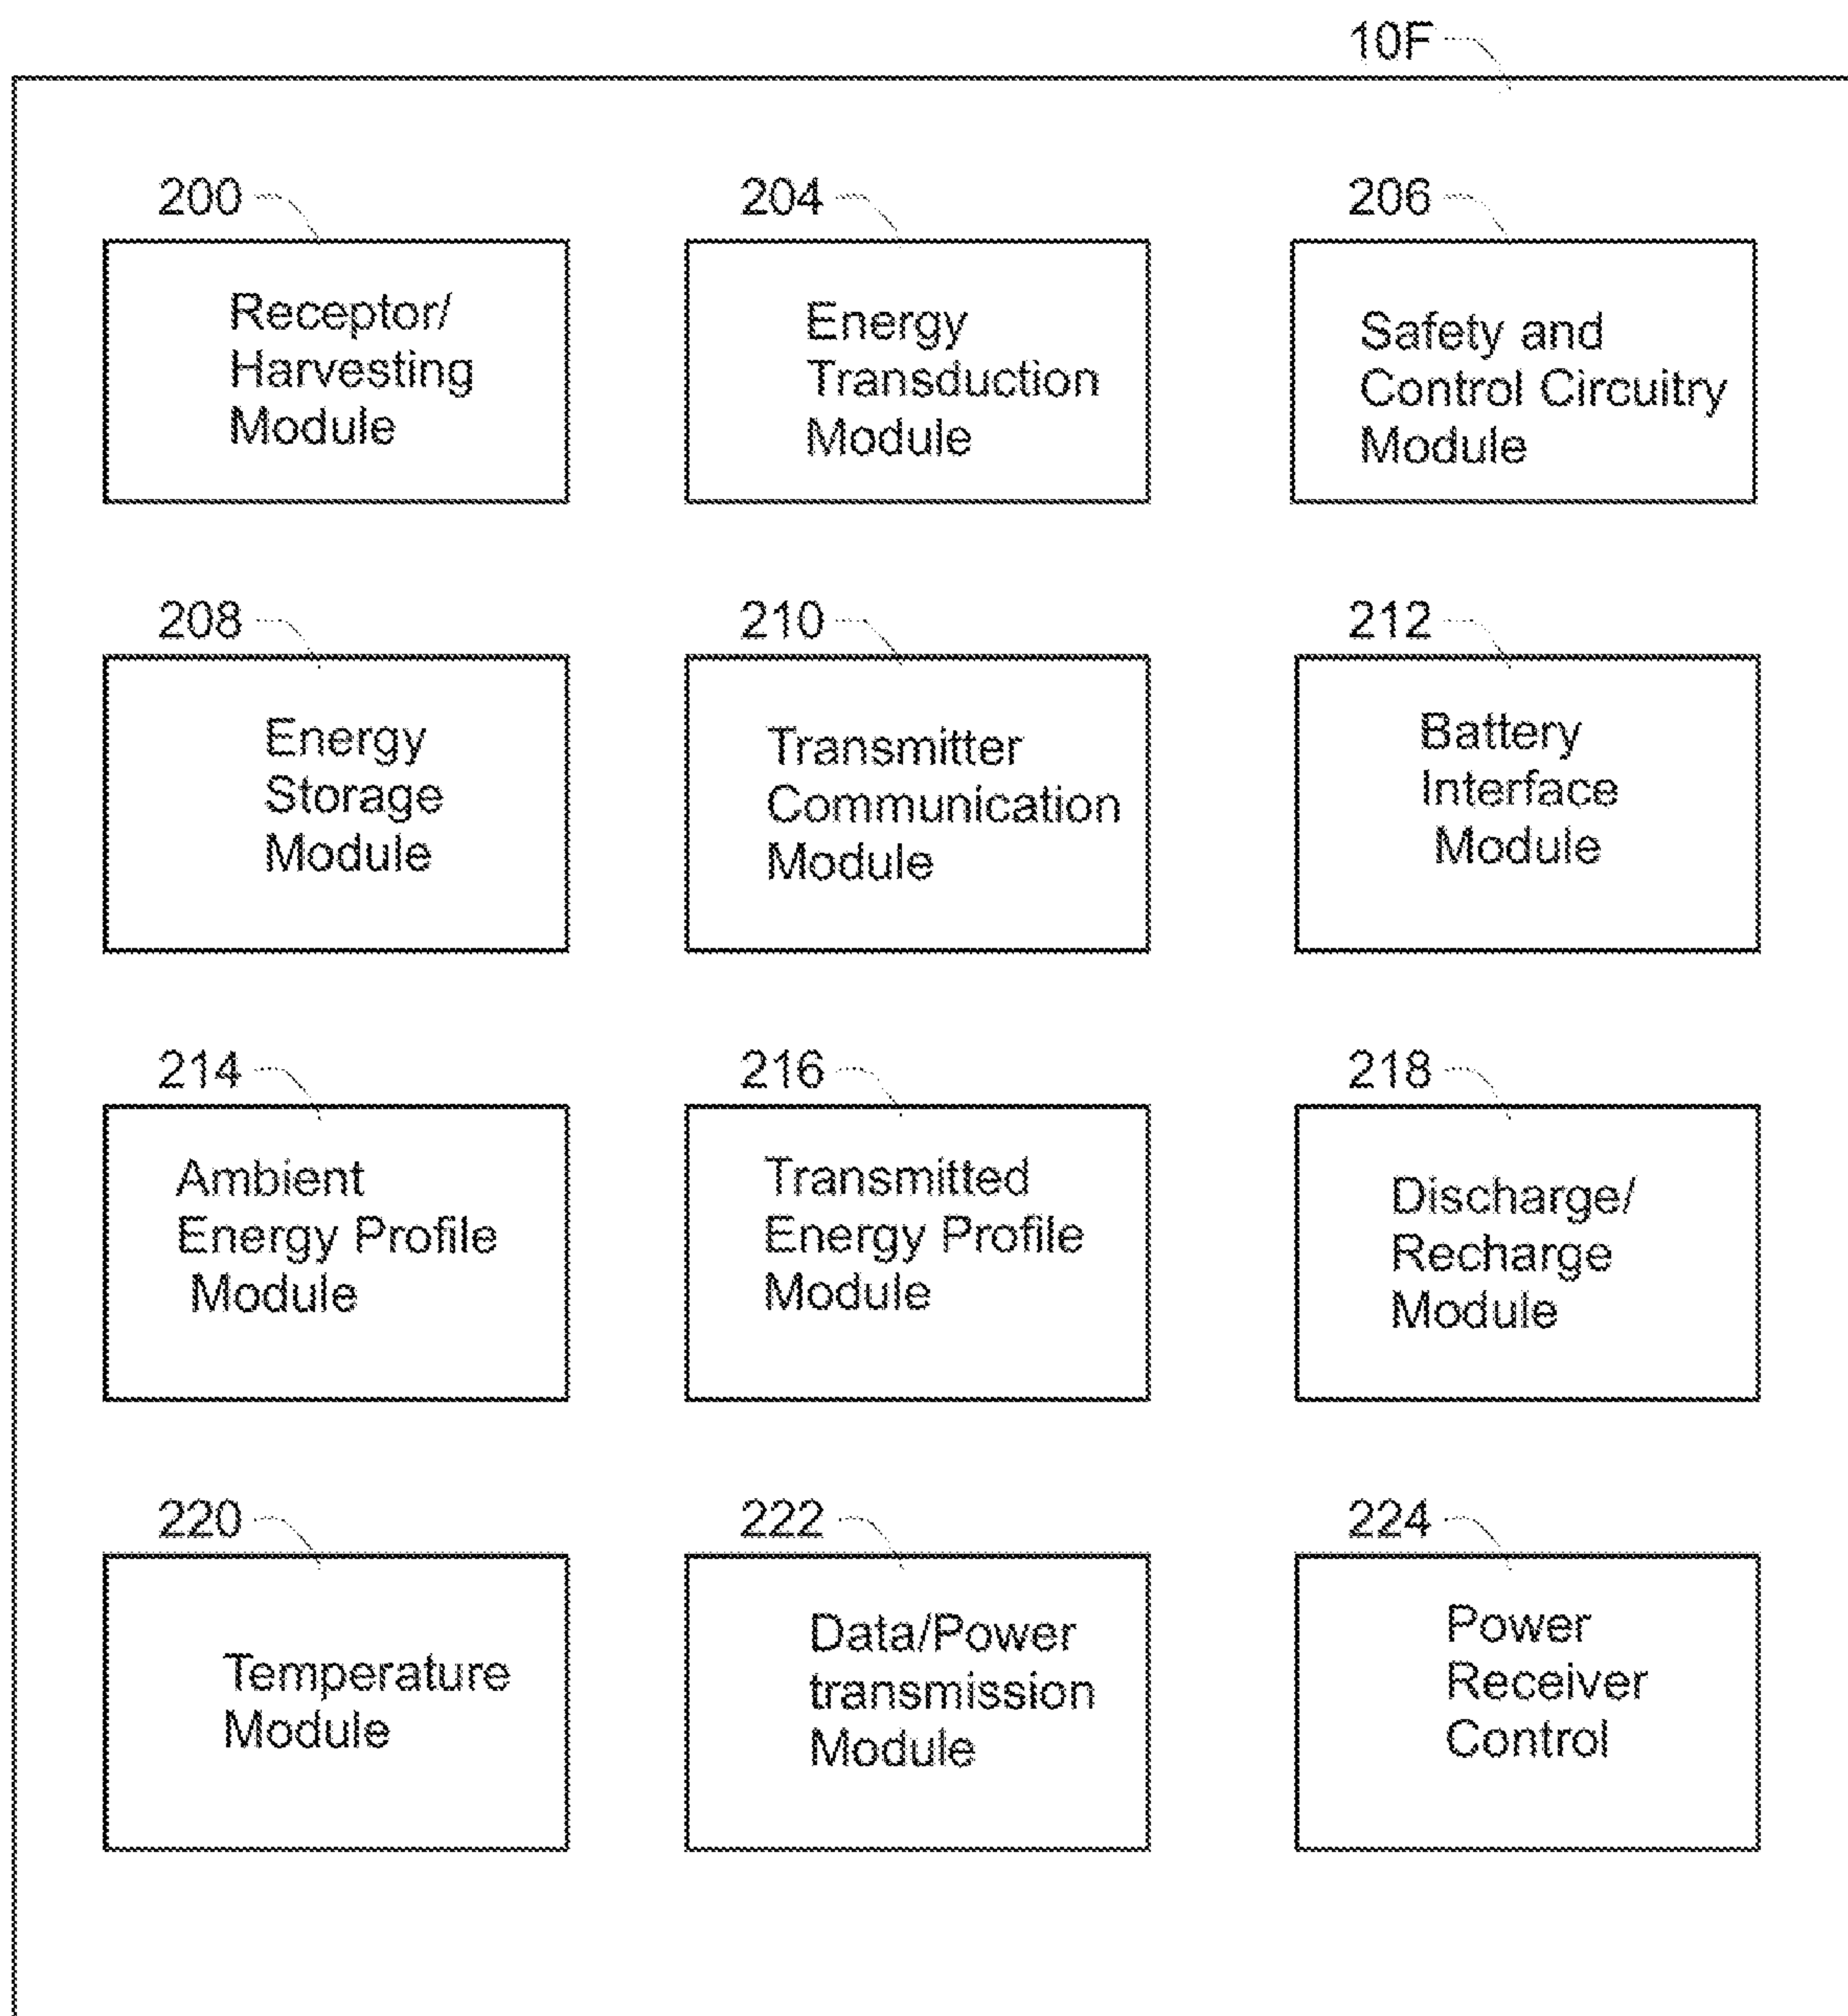 10F
200
Receptor/
Harvesting
Module
204
Energy
Transduction
Module
206
Safety and
Control Circuitry
Module
208
Energy
Storage
Module
210
Transmitter
Communication
Module
212
Battery
Interface
Module
214
Ambient
Energy Profile
Module
216
Transmitted
Energy Profile
Module
218
Discharge/
Recharge
Module
220
Temperature
Module
222
Data/Power
transmission
Module
224
Power
Receiver
Control